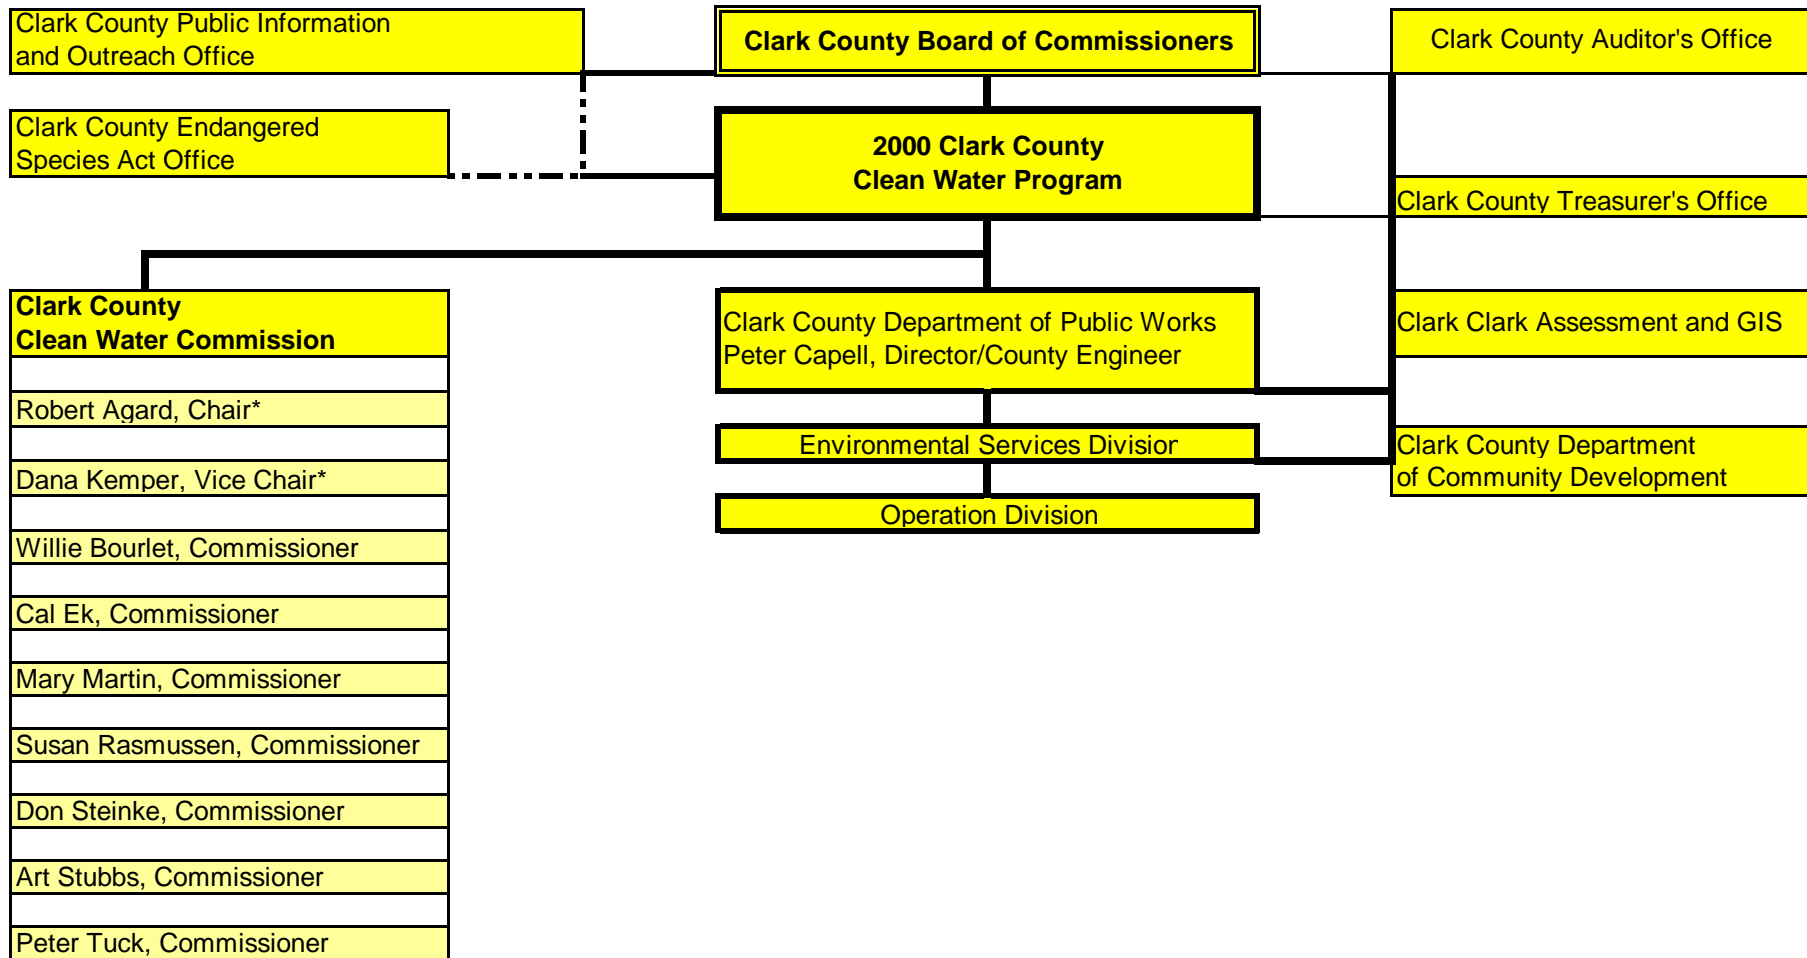 Clark County Public Information
and Outreach Office
Clark County Board of Commissioners
Clark County Auditor's Office
Clark County Endangered
Species Act Office
2000 Clark County
Clean Water Program
Clark County Treasurer's Office
Clark County
Clean Water Commission
Clark County Department of Public Works
Peter Capell, Director/County Engineer
Clark Clark Assessment and GIS
Robert Agard, Chair*
Environmental Services Division
Clark County Department
of Community Development
Dana Kemper, Vice Chair*
Operation Division
Willie Bourlet, Commissioner
Cal Ek, Commissioner
Mary Martin, Commissioner
Susan Rasmussen, Commissioner
Don Steinke, Commissioner
Art Stubbs, Commissioner
Peter Tuck, Commissioner